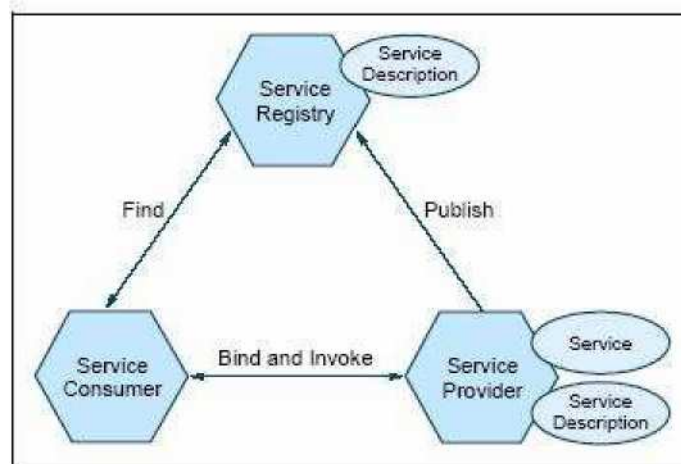 Service
Description
Service
Registry
Find
Publish
Bind and Invoke
Service
Consumer
Service
Provider
Service
Service
Description